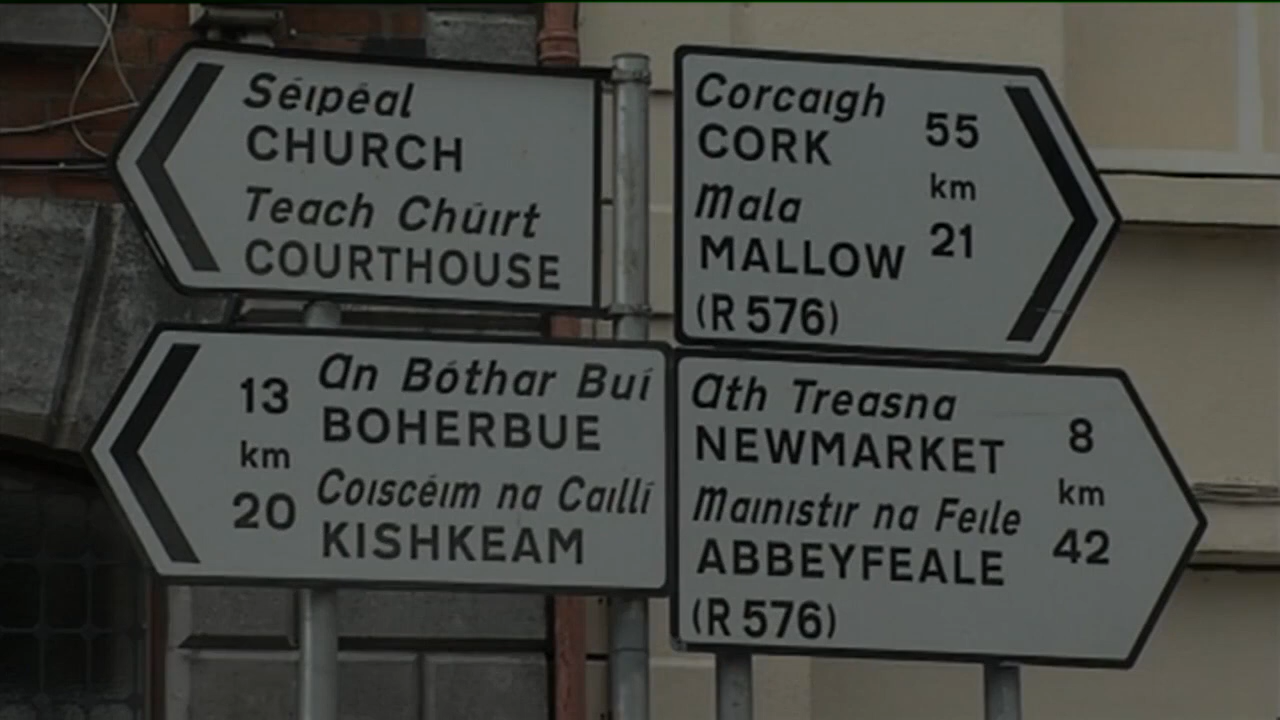 Séipéal
CHURCH
Teach Chúirt
COURTHOUSE
Corcaigh
CORK 55
km
Mala
MALLOW 21
(R 576)
An Bóthar Buí
13 BOHERBUE
km
Coiscéim na Caillí
20 KISHKEAM
Ath Treasna
NEWMARKET 8
km
Mainistir na Feile
ABBEYFEALE 42
(R 576)